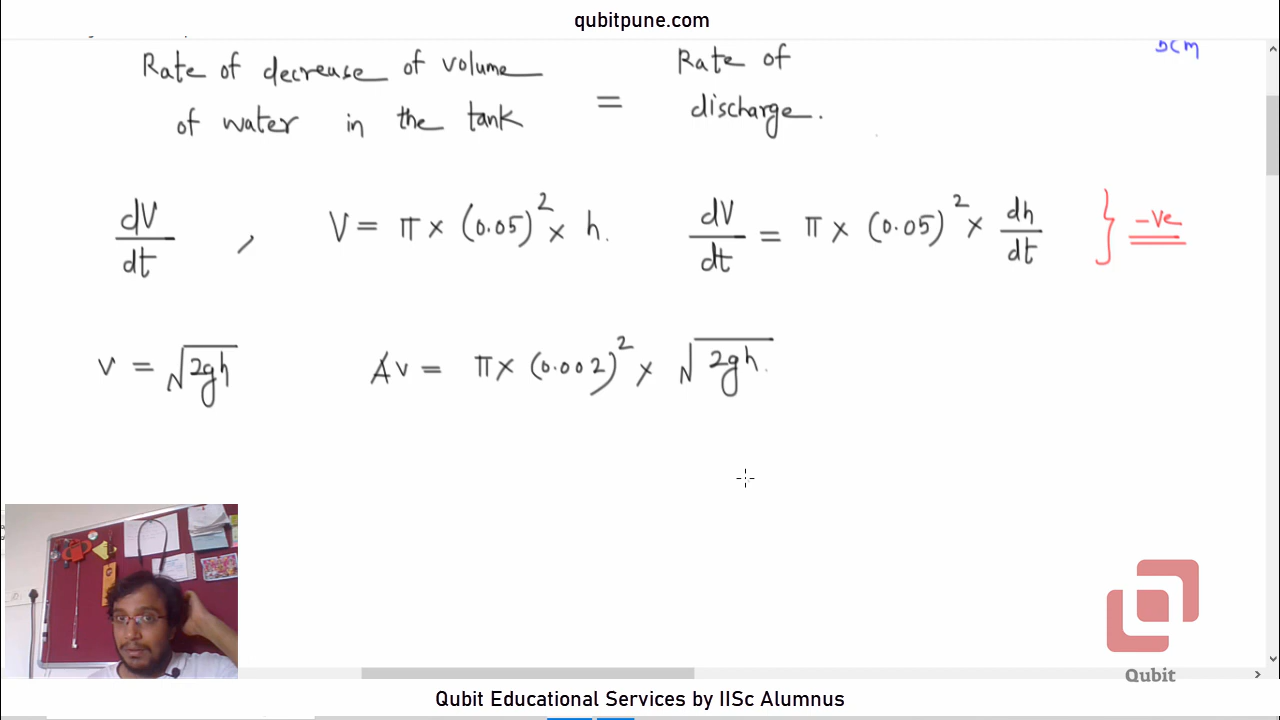 qubitpune.com
Rate of decrease of volume
of water in the tank
=
Rate of
discharge.
dV/dt , V = π × (0.05)² × h. dV/dt = π × (0.05)² × dh/dt } -ve
v = √2gh Av = π × (0.002)² × √2gh.
Qubit
Qubit Educational Services by IISc Alumnus